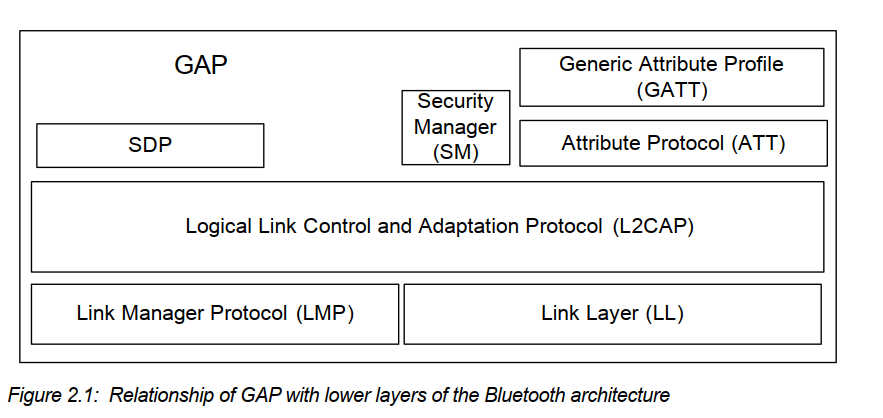 GAP
Generic Attribute Profile
(GATT)
Security
Manager
(SM)
SDP
Attribute Protocol (ATT)
Logical Link Control and Adaptation Protocol (L2CAP)
Link Manager Protocol (LMP)
Link Layer (LL)
Figure 2.1: Relationship of GAP with lower layers of the Bluetooth architecture